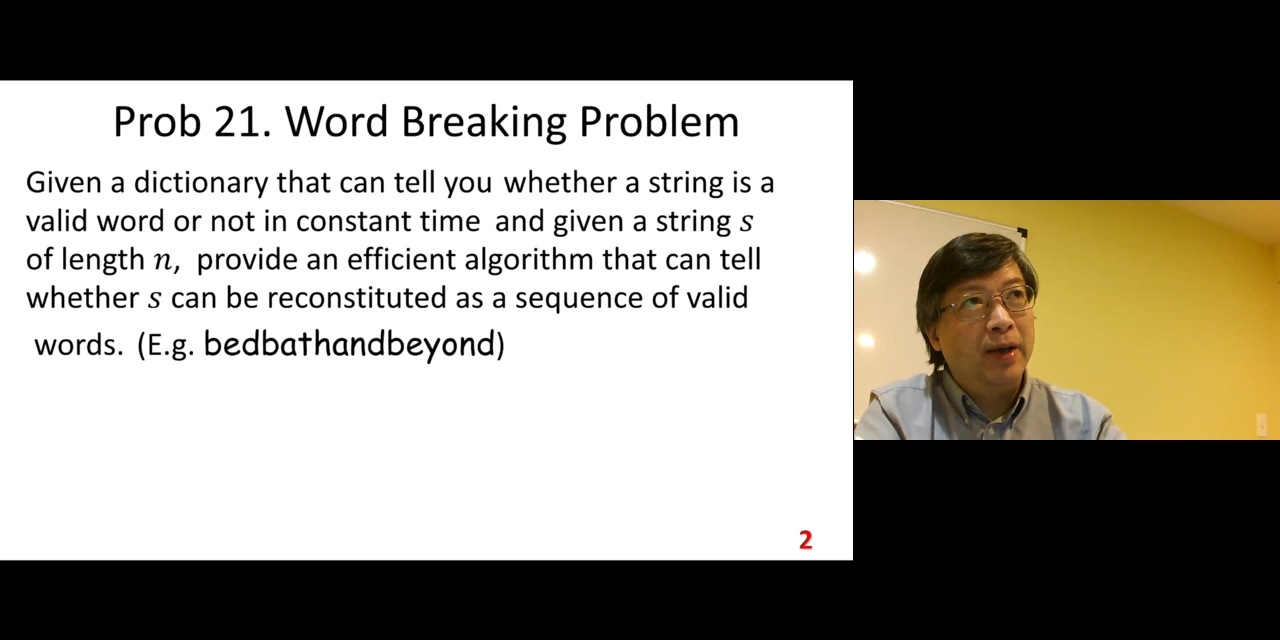 Prob 21. Word Breaking Problem
Given a dictionary that can tell you whether a string is a
valid word or not in constant time and given a string s
of length n, provide an efficient algorithm that can tell
whether s can be reconstituted as a sequence of valid
words. (E.g. bedbathandbeyond)
2